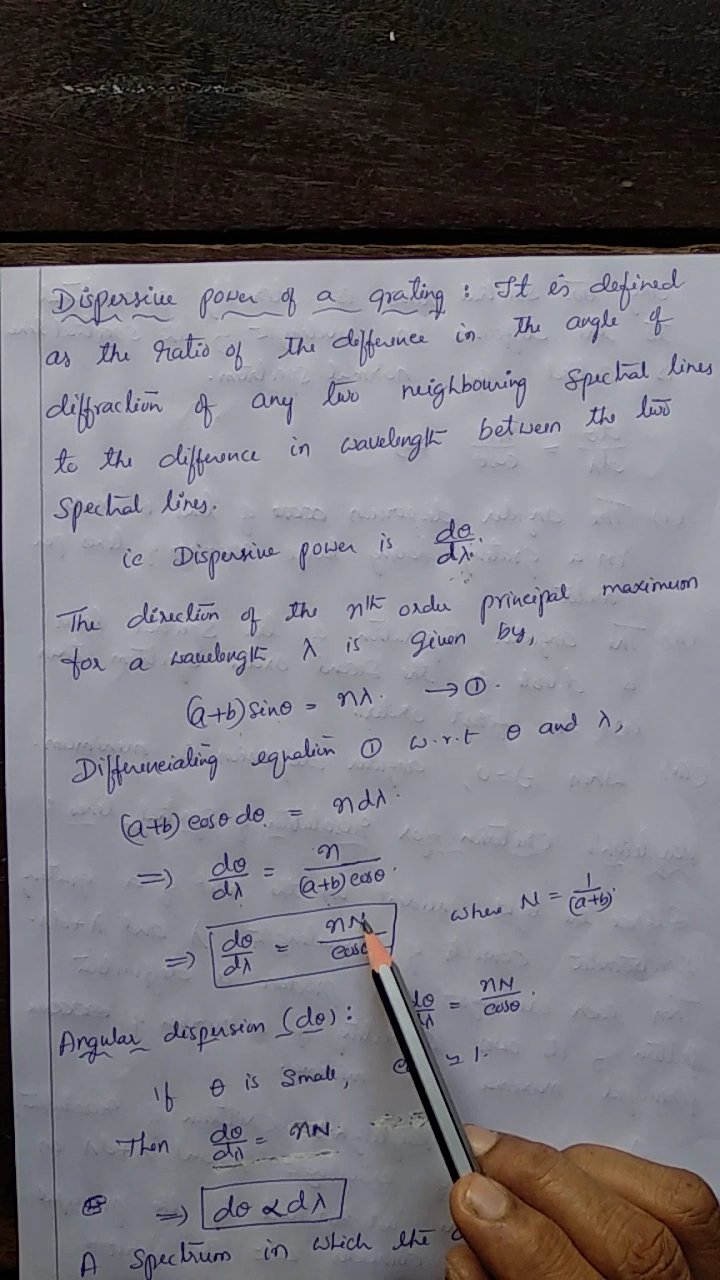 Dispersive power of a grating : It is defined
as the ratio of the difference in the angle of
diffraction of any two neighbouring spectral lines
to the difference in wavelength between the two
spectral lines.
ie Dispersive power is dθ/dλ.
The direction of the nth order principal maximum
for a wavelength λ is given by,
(a+b) sinθ = nλ. → ①.
Differenciating equation ① w.r.t θ and λ,
(a+b) cosθ dθ = n dλ.
⇒ dθ/dλ = n/(a+b)cosθ.
⇒ dθ/dλ = nN/ where N = 1/(a+b).
Angular dispersion (dθ) : dθ/dλ = nN/cosθ.
If θ is small, ≃ 1.
Then dθ/dλ = nN.
⇒ dθ ∝ dλ
A spectrum in which the